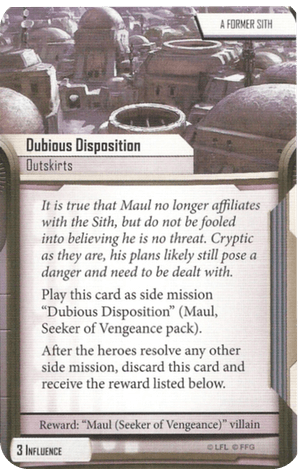 A FORMER SITH
Dubious Disposition
Outskirts
It is true that Maul no longer affiliates
with the Sith, but do not be fooled
into believing he is no threat. Cryptic
as they are, his plans likely still pose a
danger and need to be dealt with.
Play this card as side mission
“Dubious Disposition” (Maul,
Seeker of Vengeance pack).
After the heroes resolve any other
side mission, discard this card and
receive the reward listed below.
Reward: “Maul (Seeker of Vengeance)” villain
3 INFLUENCE
© LFL © FFG